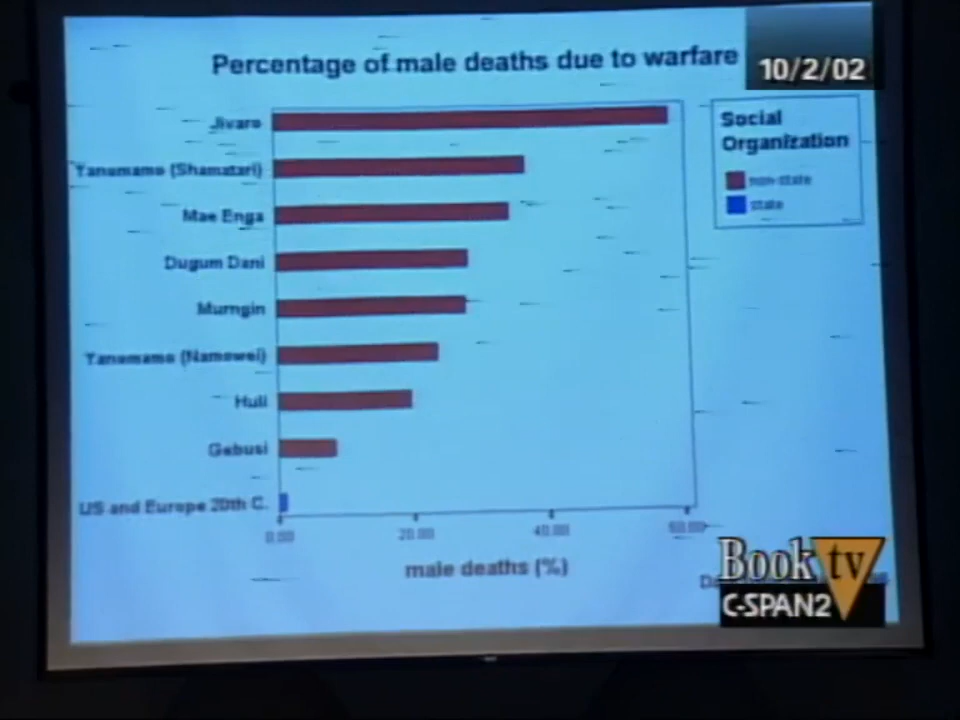 Percentage of male deaths due to warfare
10/2/02
Social
Organization
non-state
state
Jivaro
Yanomamo (Shamatari)
Mae Enga
Dugum Dani
Murngin
Yanomamo (Namowei)
Huli
Gebusi
US and Europe 20th C.
0.00 20.00 40.00 60.00
male deaths (%)
Book tv
C-SPAN2